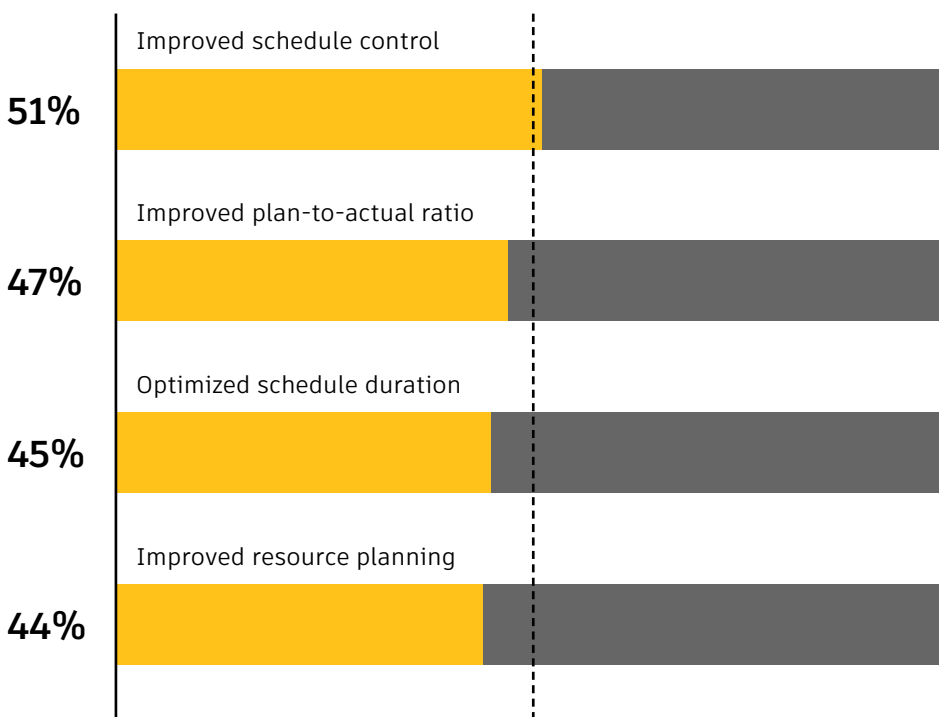 Improved schedule control
51%
Improved plan-to-actual ratio
47%
Optimized schedule duration
45%
Improved resource planning
44%